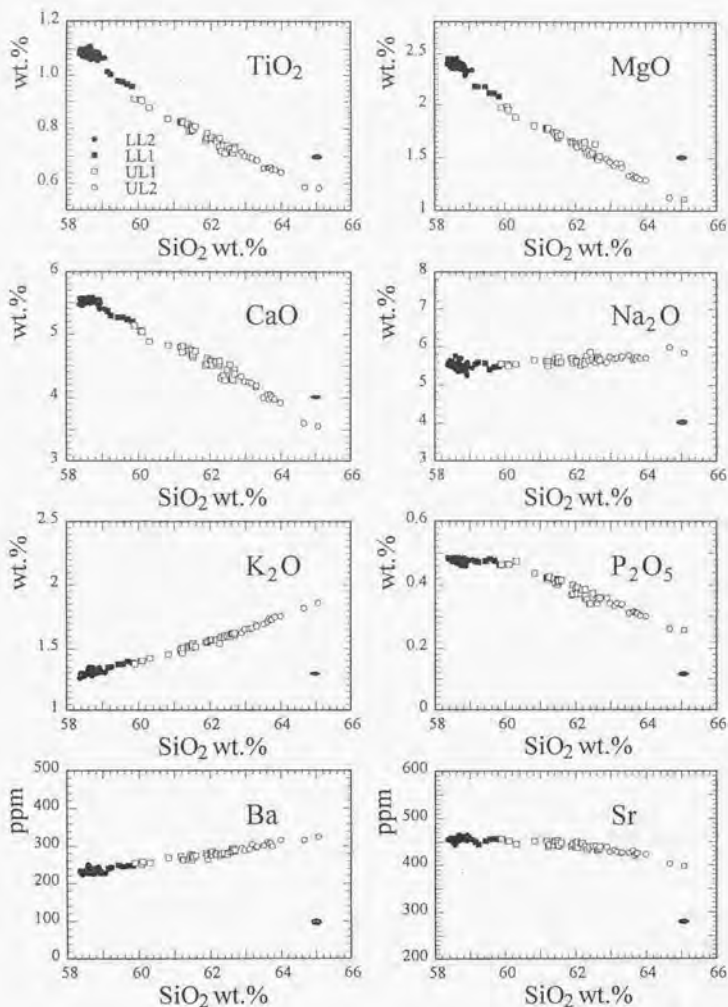 wt.%
1.2
1.0
0.8
0.6
TiO2
LL2
LL1
UL1
UL2
58 60 62 64 66
SiO2 wt.%
wt.%
2.5
2
1.5
1
MgO
58 60 62 64 66
SiO2 wt.%
wt.%
6
5
4
3
CaO
58 60 62 64 66
SiO2 wt.%
wt.%
8
6
4
2
Na2O
58 60 62 64 66
SiO2 wt.%
wt.%
2.5
2
1.5
1
K2O
58 60 62 64 66
SiO2 wt.%
wt.%
0.6
0.4
0.2
0
P2O5
58 60 62 64 66
SiO2 wt.%
ppm
500
400
300
200
100
0
Ba
58 60 62 64 66
SiO2 wt.%
ppm
600
500
400
300
200
Sr
58 60 62 64 66
SiO2 wt.%